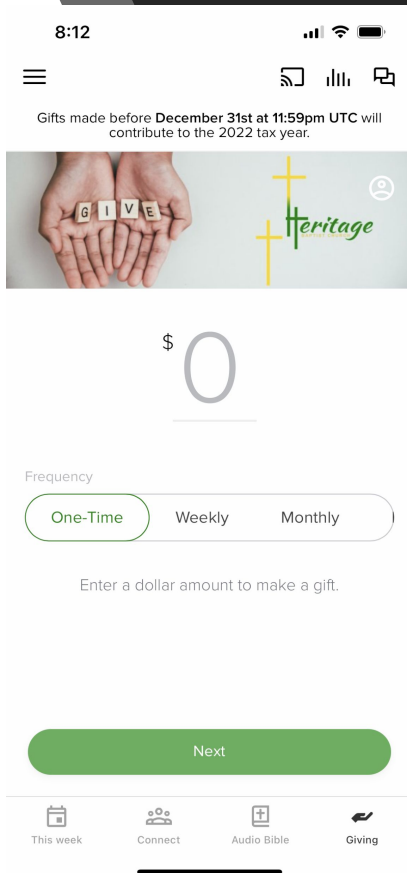 8:12
Gifts made before December 31st at 11:59pm UTC will
contribute to the 2022 tax year.
GIVE
Heritage
$ 0
Frequency
One-Time Weekly Monthly
Enter a dollar amount to make a gift.
Next
This week Connect Audio Bible Giving